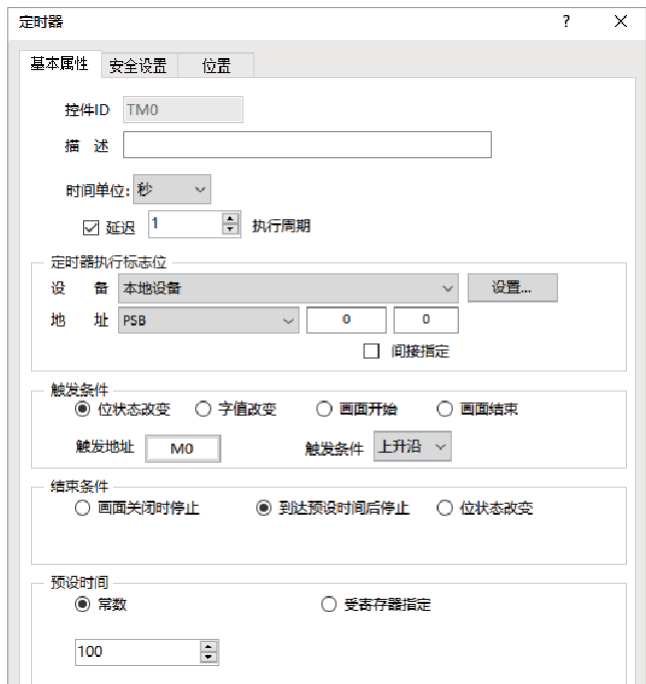 定时器 ? ×
基本属性 安全设置 位置
控件ID TM0
描 述
时间单位: 秒
延迟 1 执行周期
定时器执行标志位
设 备 本地设备 设置...
地 址 PSB 0 0
间接指定
触发条件
位状态改变 字值改变 画面开始 画面结束
触发地址 M0 触发条件 上升沿
结束条件
画面关闭时停止 到达预设时间后停止 位状态改变
预设时间
常数 受寄存器指定
100